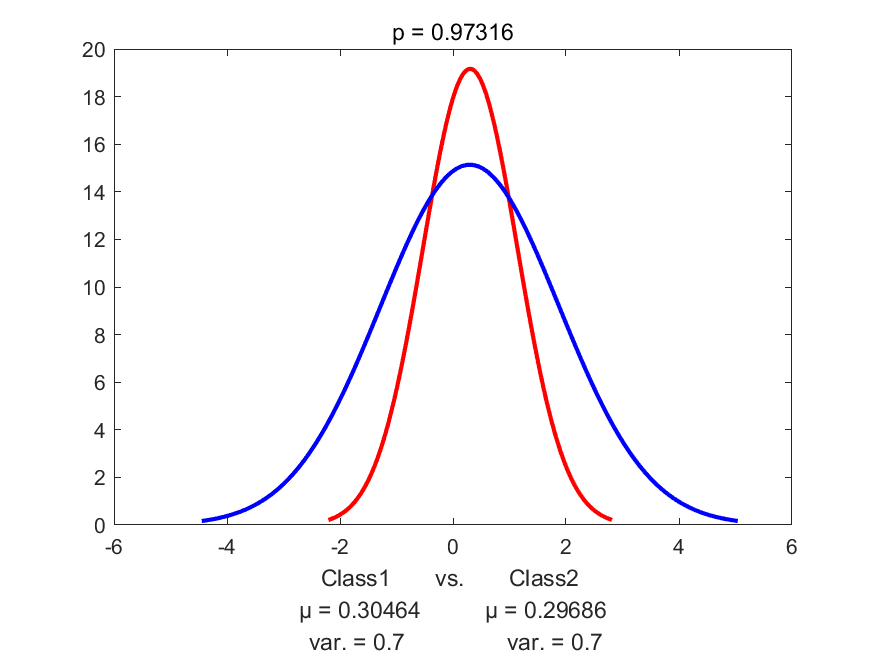 p = 0.97316
20
18
16
14
12
10
8
6
4
2
0
-6 -4 -2 0 2 4 6
Class1 vs. Class2
μ = 0.30464 μ = 0.29686
var. = 0.7 var. = 0.7